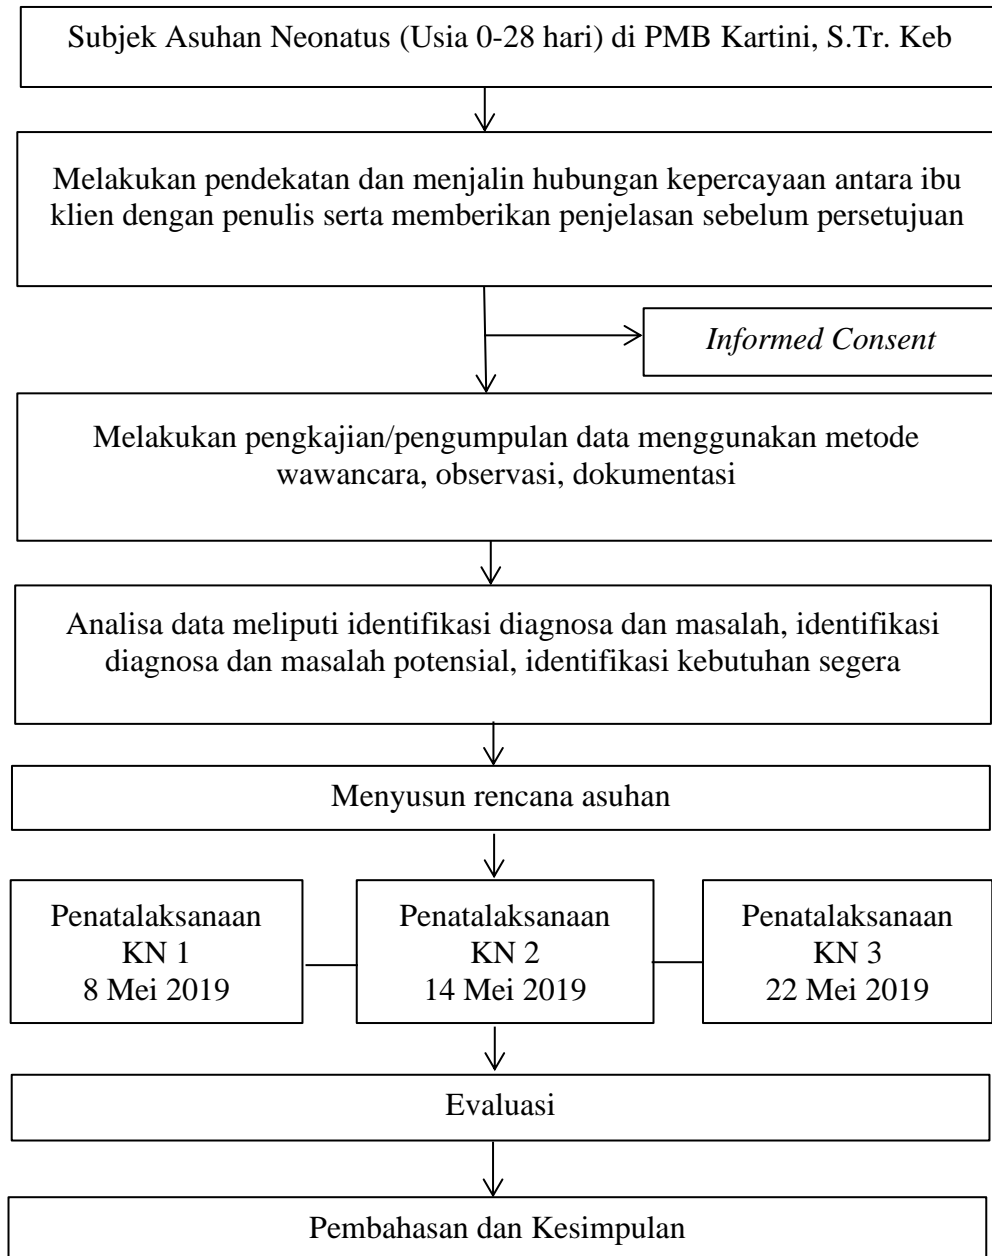 Subjek Asuhan Neonatus (Usia 0-28 hari) di PMB Kartini, S.Tr. Keb
Melakukan pendekatan dan menjalin hubungan kepercayaan antara ibu
klien dengan penulis serta memberikan penjelasan sebelum persetujuan
Informed Consent
Melakukan pengkajian/pengumpulan data menggunakan metode
wawancara, observasi, dokumentasi
Analisa data meliputi identifikasi diagnosa dan masalah, identifikasi
diagnosa dan masalah potensial, identifikasi kebutuhan segera
Menyusun rencana asuhan
Penatalaksanaan
KN 1
8 Mei 2019
Penatalaksanaan
KN 2
14 Mei 2019
Penatalaksanaan
KN 3
22 Mei 2019
Evaluasi
Pembahasan dan Kesimpulan